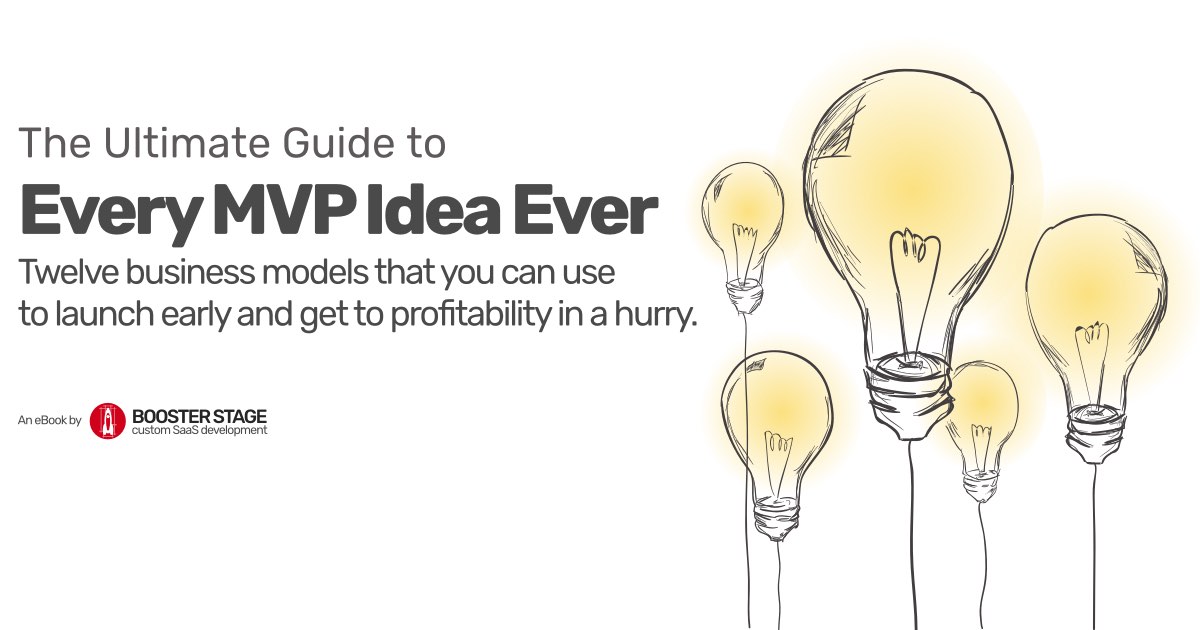 The Ultimate Guide to
Every MVP Idea Ever
Twelve business models that you can use
to launch early and get to profitability in a hurry.
An eBook by
BOOSTER STAGE
custom SaaS development